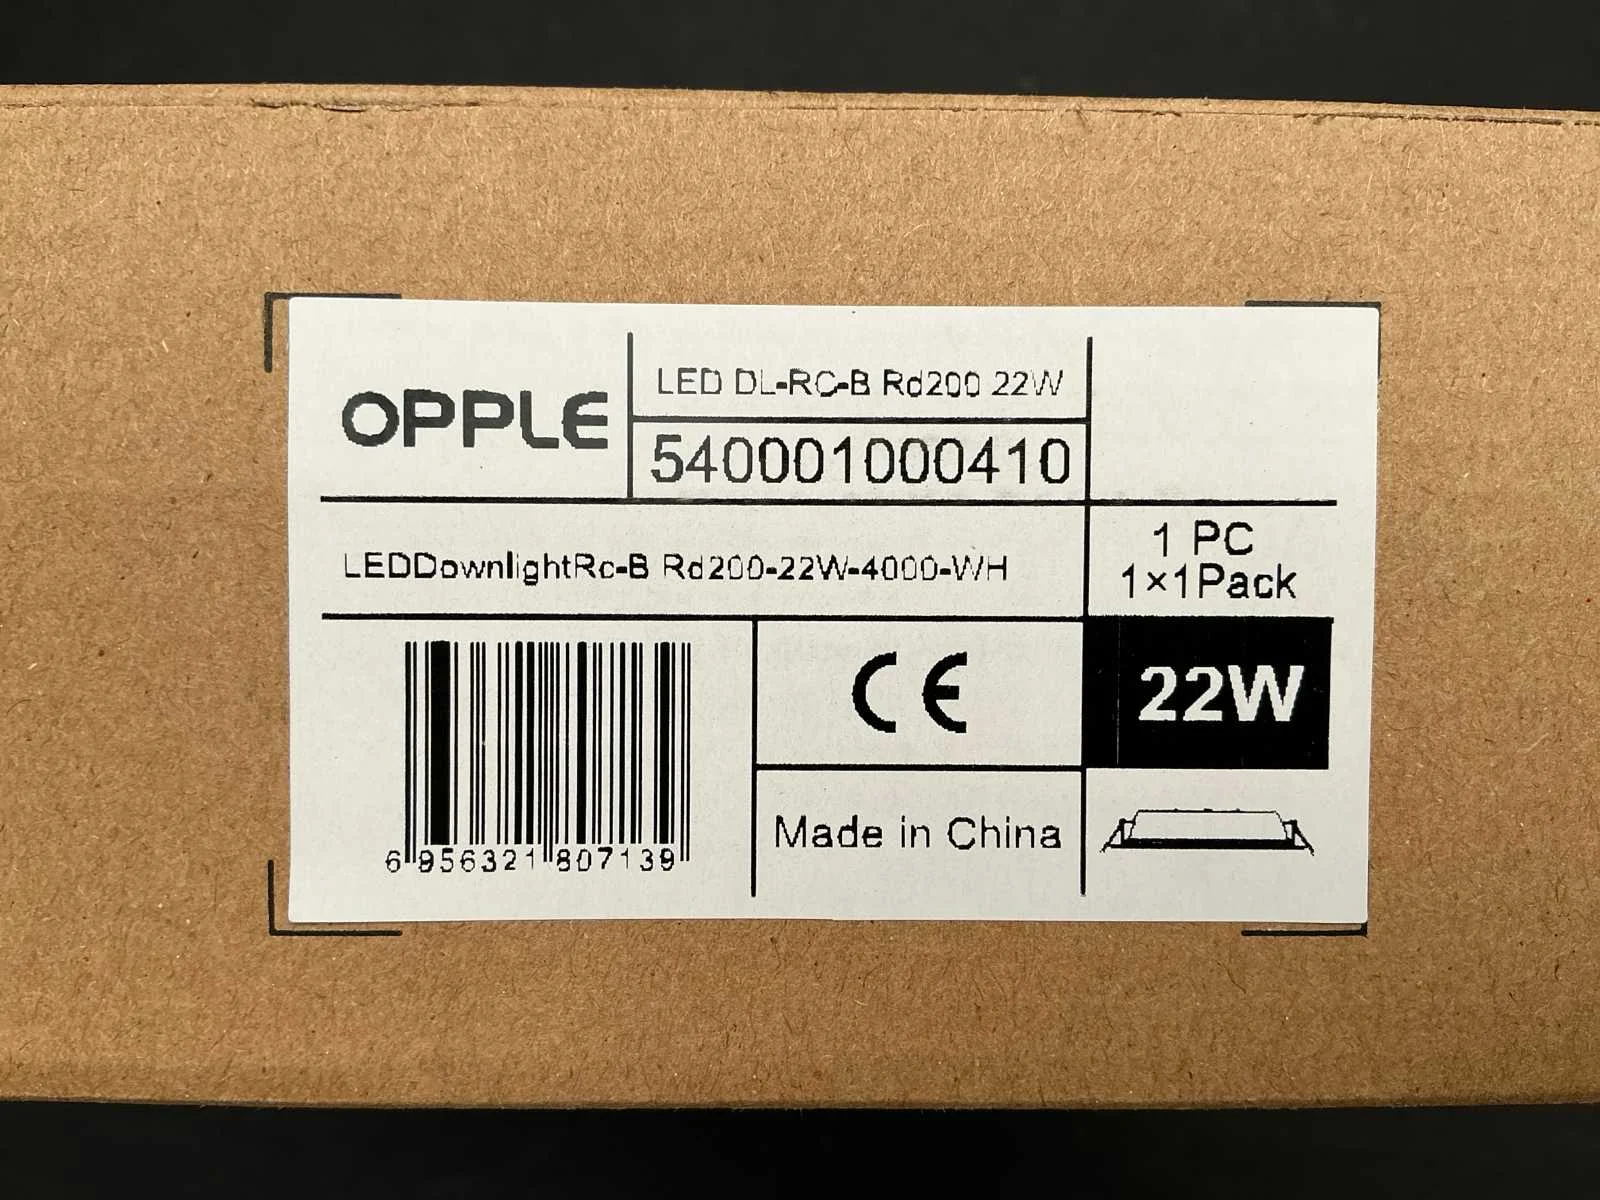 OPPLE
LED DL-RC-B Rd200 22W
540001000410
LEDDownlightRc-B Rd200-22W-4000-WH
1 PC
1×1Pack
6 956321 807139
CE
22W
Made in China